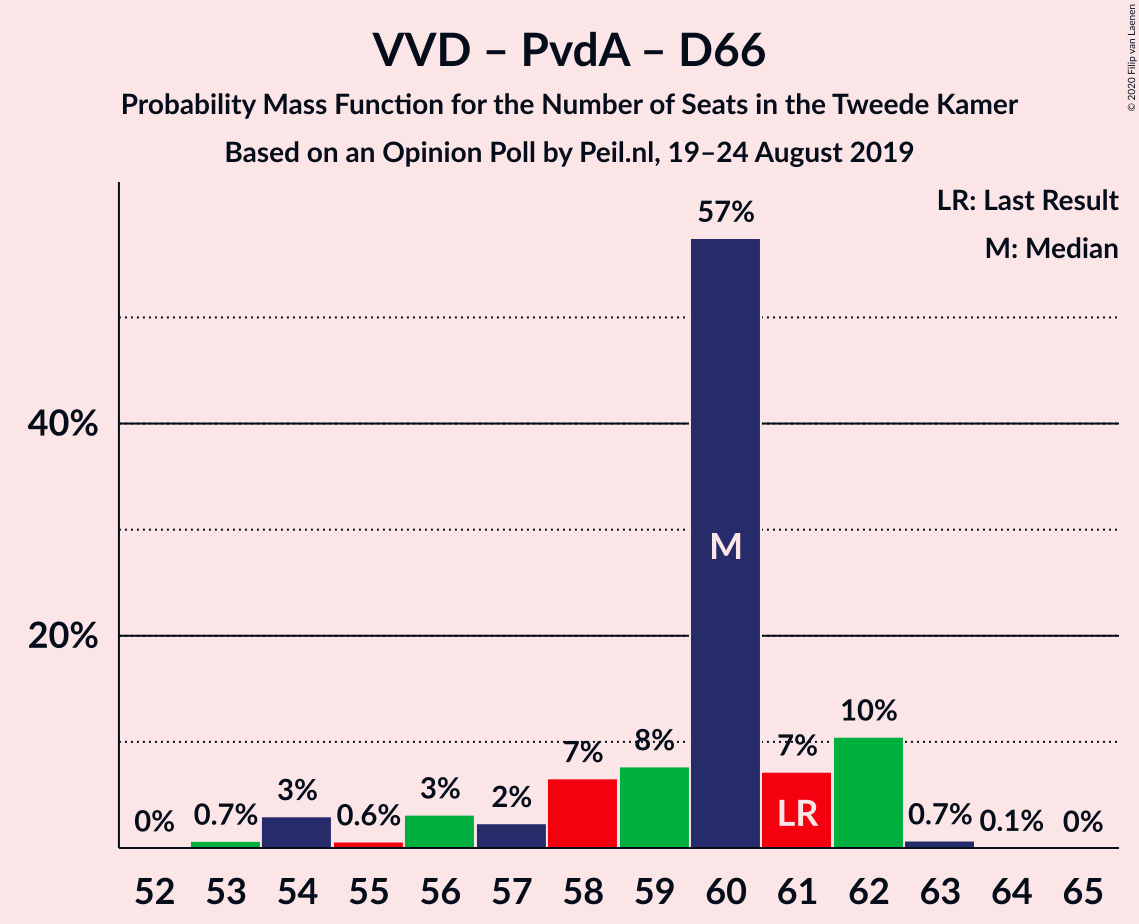 VVD – PvdA – D66
Probability Mass Function for the Number of Seats in the Tweede Kamer
Based on an Opinion Poll by Peil.nl, 19–24 August 2019
© 2020 Filip van Laenen
LR: Last Result
M: Median
40%
20%
0%
0.7%
3%
0.6%
3%
2%
7%
8%
57%
7%
10%
0.7%
0.1%
0%
M
LR
52 53 54 55 56 57 58 59 60 61 62 63 64 65